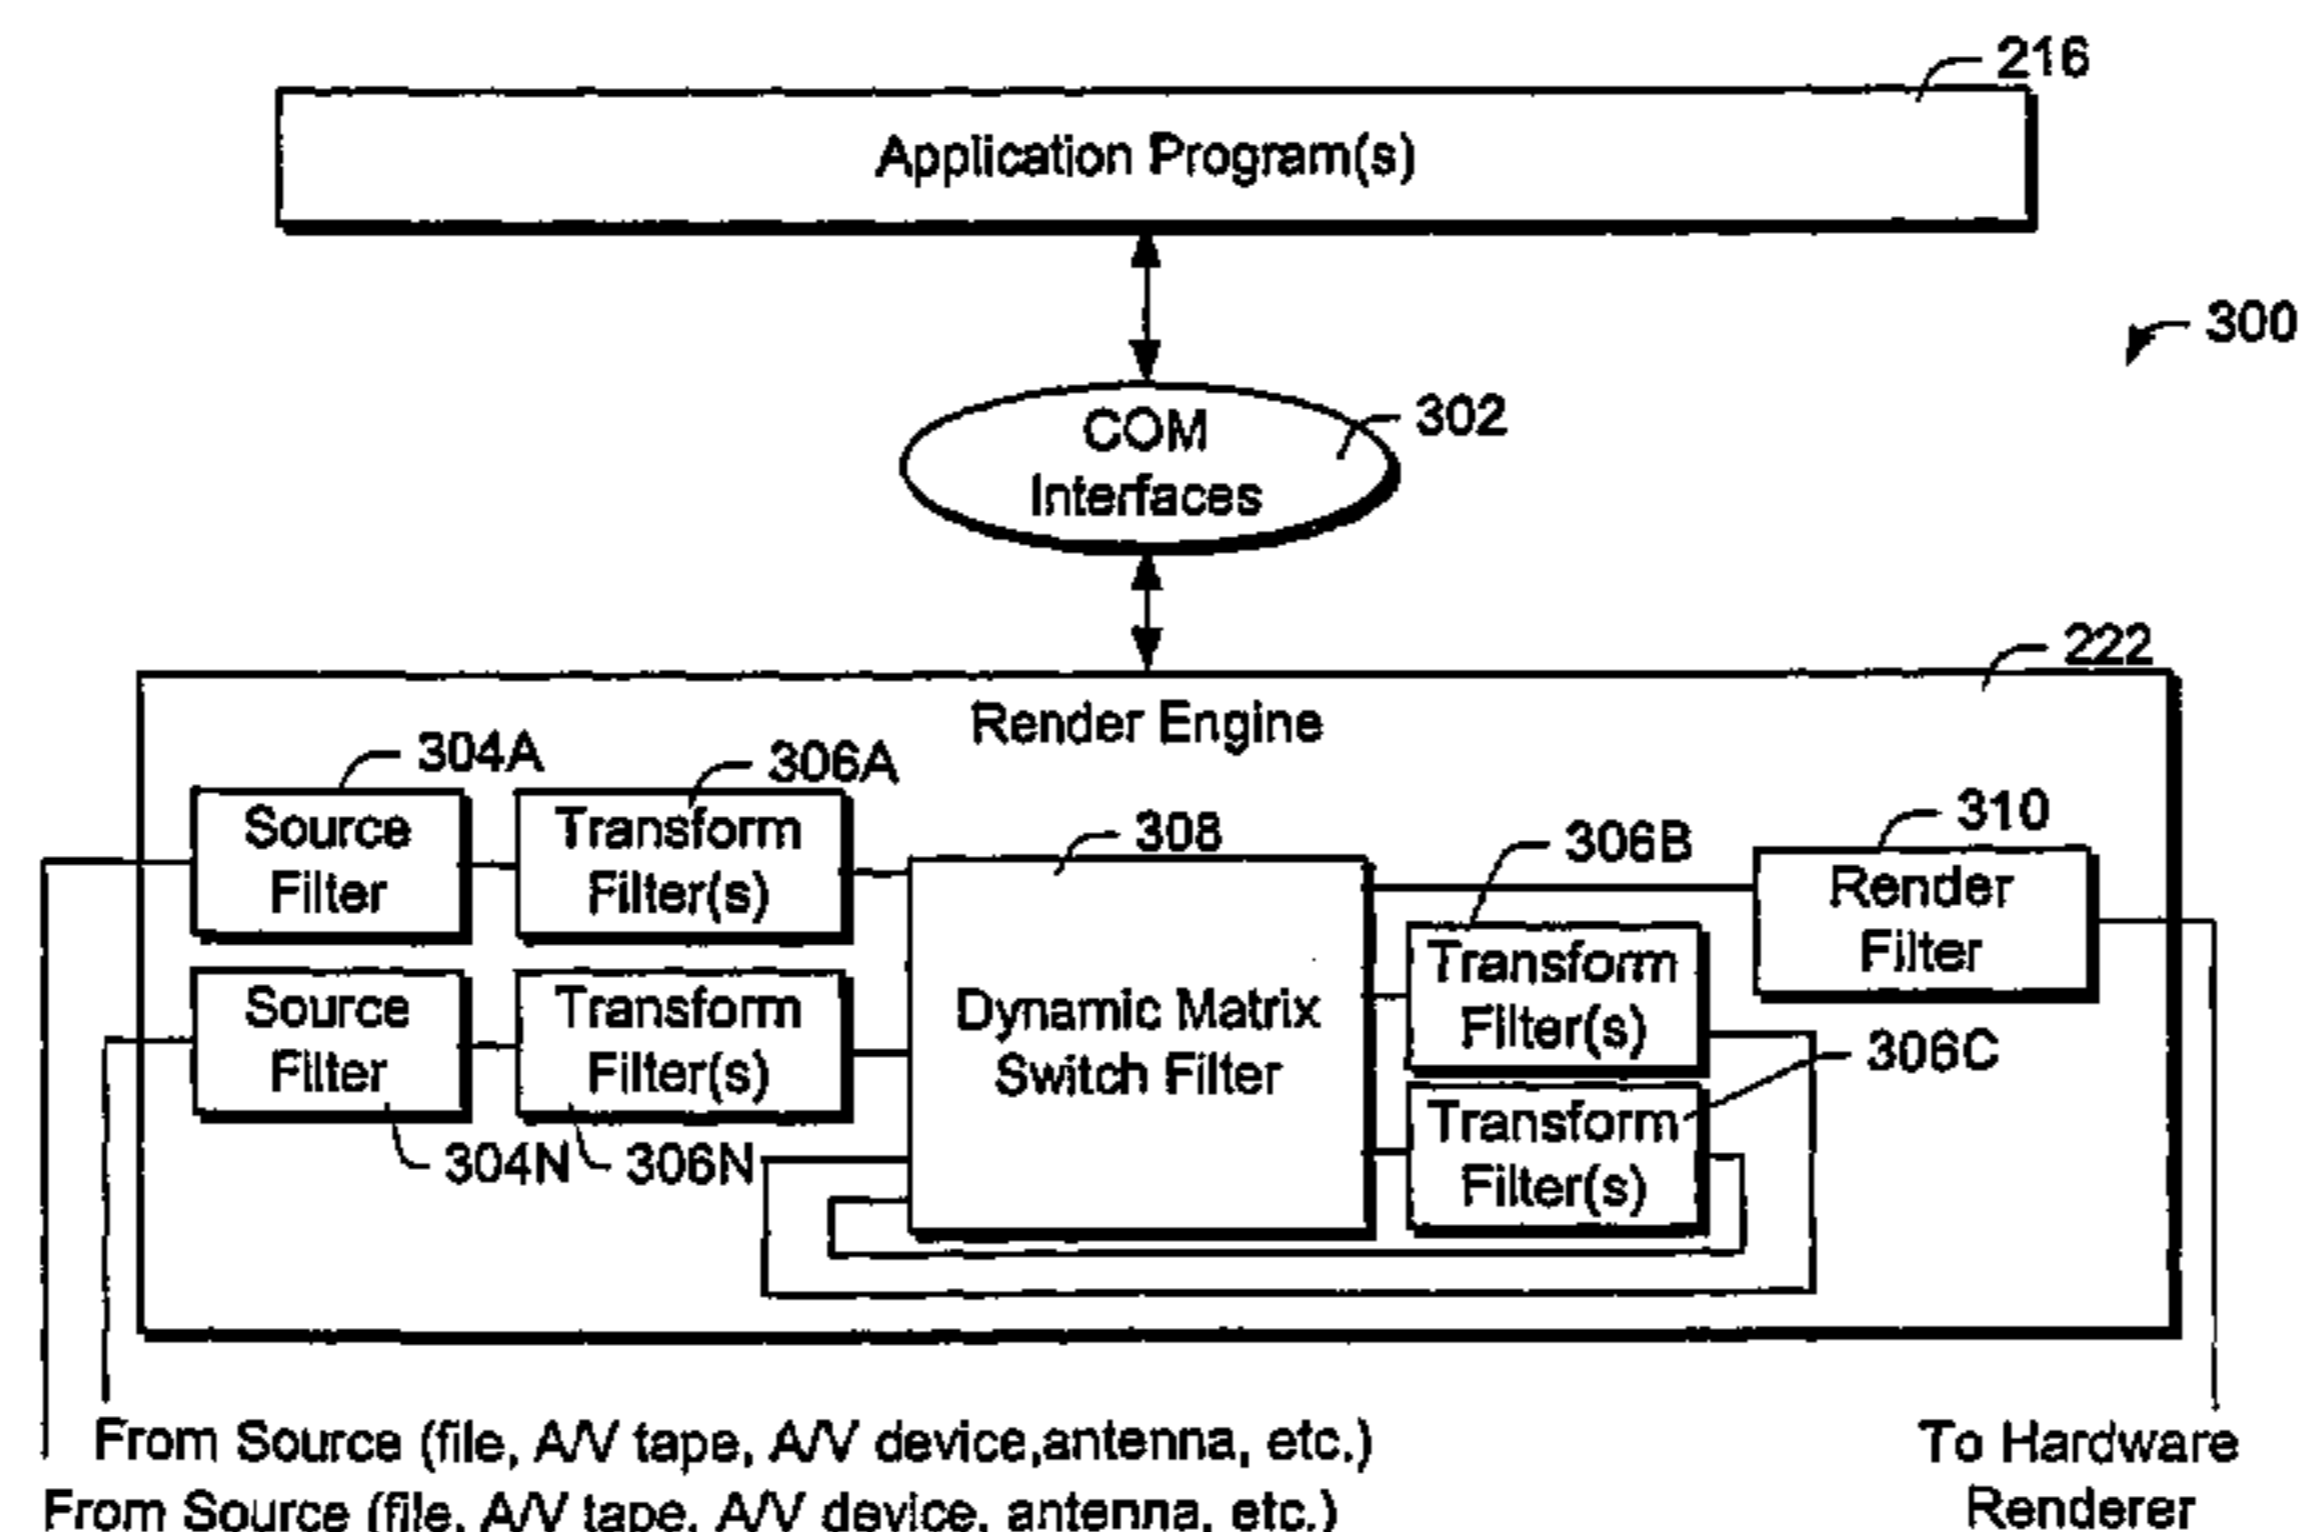 216
Application Program(s)
300
302
COM
Interfaces
222
Render Engine
304A
306A
Source
Filter
Transform
Filter(s)
308
306B
310
Render
Filter
Source
Filter
Transform
Filter(s)
Dynamic Matrix
Switch Filter
Transform
Filter(s)
306C
304N
306N
Transform
Filter(s)
From Source (file, A/V tape, A/V device,antenna, etc.)
From Source (file, A/V tape, A/V device, antenna, etc.)
To Hardware
Renderer